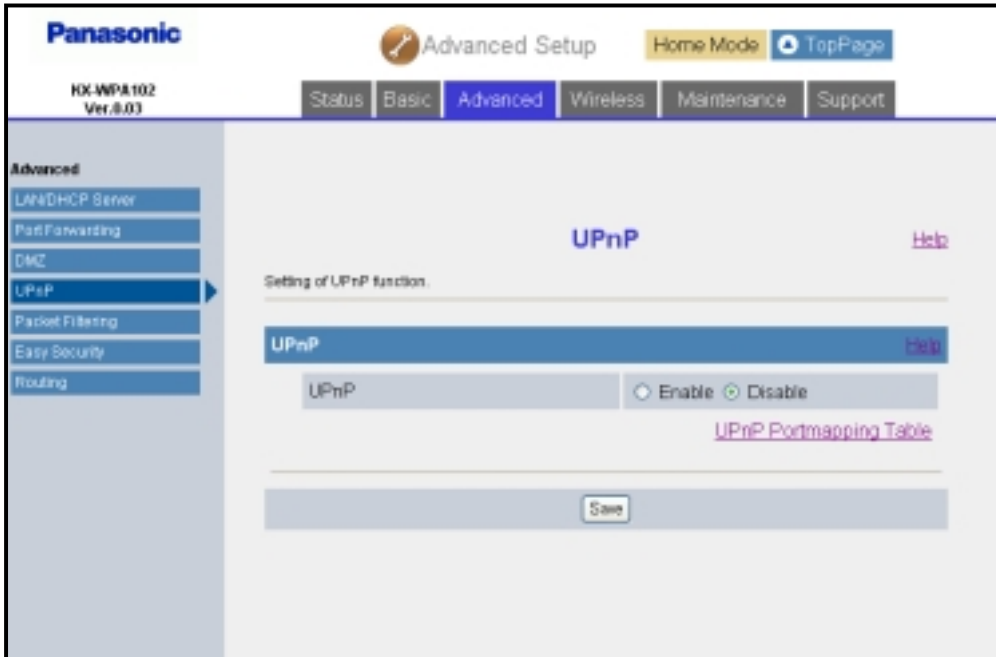 Panasonic
Advanced Setup
Home Mode
TopPage
KX-WPA102
Ver.0.03
Status Basic Advanced Wireless Maintenance Support
Advanced
LAN/DHCP Server
Port Forwarding
DMZ
UPnP
Packet Filtering
Easy Security
Routing
UPnP
Help
Setting of UPnP function.
UPnP
Help
UPnP Enable Disable
UPnP Portmapping Table
Save